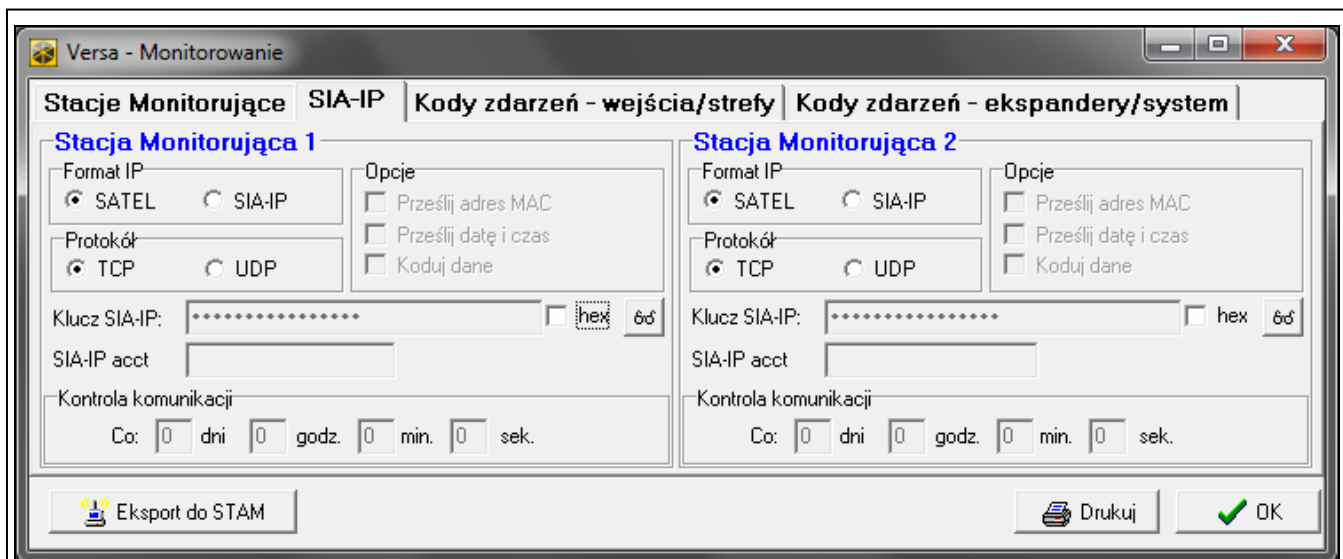 Versa - Monitorowanie
Stacje Monitorujące SIA-IP Kody zdarzeń - wejścia/strefy Kody zdarzeń - ekspandery/system
Stacja Monitorująca 1
Format IP
SATEL SIA-IP
Protokół
TCP UDP
Opcje
Prześlij adres MAC
Prześlij datę i czas
Koduj dane
Klucz SIA-IP: **************** hex
SIA-IP acct
Kontrola komunikacji
Co: 0 dni 0 godz. 0 min. 0 sek.
Stacja Monitorująca 2
Format IP
SATEL SIA-IP
Protokół
TCP UDP
Opcje
Prześlij adres MAC
Prześlij datę i czas
Koduj dane
Klucz SIA-IP: **************** hex
SIA-IP acct
Kontrola komunikacji
Co: 0 dni 0 godz. 0 min. 0 sek.
Eksport do STAM Drukuj OK